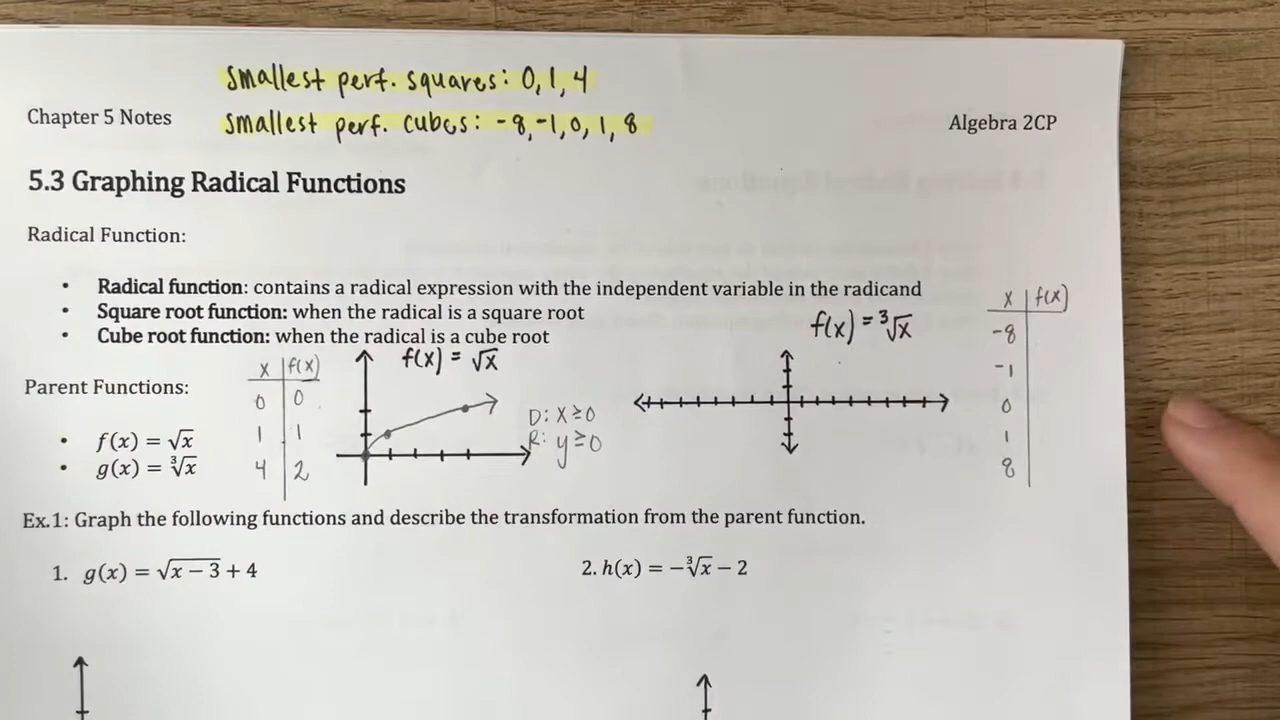 smallest perf. squares: 0, 1, 4
Chapter 5 Notes
smallest perf. cubes: -8, -1, 0, 1, 8
Algebra 2CP
5.3 Graphing Radical Functions
Radical Function:
• Radical function: contains a radical expression with the independent variable in the radicand
• Square root function: when the radical is a square root
• Cube root function: when the radical is a cube root
Parent Functions:
• f(x) = √x
• g(x) = ∛x
x | f(x)
0 | 0
1 | 1
4 | 2
f(x) = √x
D: x ≥ 0
R: y ≥ 0
f(x) = ³√x
x | f(x)
-8
-1
0
1
8
Ex.1: Graph the following functions and describe the transformation from the parent function.
1. g(x) = √(x − 3) + 4
2. h(x) = −∛x − 2